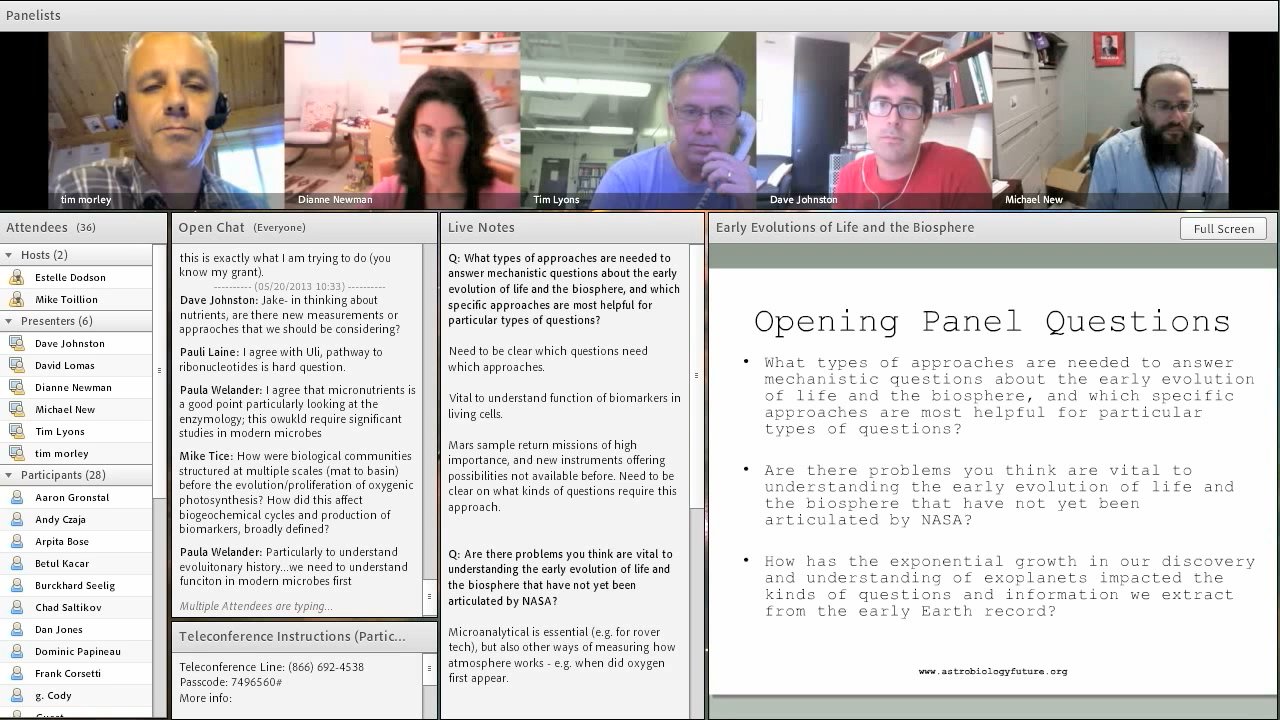 Panelists
tim morley
Dianne Newman
Tim Lyons
Dave Johnston
Michael New
Attendees (36)
Hosts (2)
Estelle Dodson
Mike Toillion
Presenters (6)
Dave Johnston
David Lomas
Dianne Newman
Michael New
Tim Lyons
tim morley
Participants (28)
Aaron Gronstal
Andy Czaja
Arpita Bose
Betul Kacar
Burckhard Seelig
Chad Saltikov
Dan Jones
Dominic Papineau
Frank Corsetti
g. Cody
Open Chat (Everyone)
this is exactly what I am trying to do (you
know my grant).
---------- (05/20/2013 10:33) ----------
Dave Johnston: Jake- in thinking about
nutrients, are there new measurements or
appraoches that we should be considering?
Pauli Laine: I agree with Uli, pathway to
ribonucleotides is hard question.
Paula Welander: I agree that micronutrients is
a good point particularly looking at the
enzymology; this owukld require significant
studies in modern microbes
Mike Tice: How were biological communities
structured at multiple scales (mat to basin)
before the evolution/proliferation of oxygenic
photosynthesis? How did this affect
biogeochemical cycles and production of
biomarkers, broadly defined?
Paula Welander: Particularly to understand
evoluitionary histroy...we need to understand
funciton in modern microbes first
Multiple Attendees are typing...
Teleconference Instructions (Partic...
Teleconference Line: (866) 692-4538
Passcode: 7496560#
More info:
Live Notes
Q: What types of approaches are needed to
answer mechanistic questions about the early
evolution of life and the biosphere, and which
specific approaches are most helpful for
particular types of questions?
Need to be clear which questions need
which approaches.
Vital to understand function of biomarkers in
living cells.
Mars sample return missions of high
importance, and new instruments offering
possibilities not available before. Need to be
clear on what kinds of questions require this
approach.
Q: Are there problems you think are vital to
understanding the early evolution of life and
the biosphere that have not yet been
articulated by NASA?
Microanalytical is essential (e.g. for rover
tech), but also other ways of measuring how
atmosphere works - e.g. when did oxygen
first appear.
Early Evolutions of Life and the Biosphere
Full Screen
Opening Panel Questions
• What types of approaches are needed to answer
mechanistic questions about the early evolution
of life and the biosphere, and which specific
approaches are most helpful for particular
types of questions?
• Are there problems you think are vital to
understanding the early evolution of life and
the biosphere that have not yet been
articulated by NASA?
• How has the exponential growth in our discovery
and understanding of exoplanets impacted the
kinds of questions and information we extract
from the early Earth record?
www.astrobiologyfuture.org